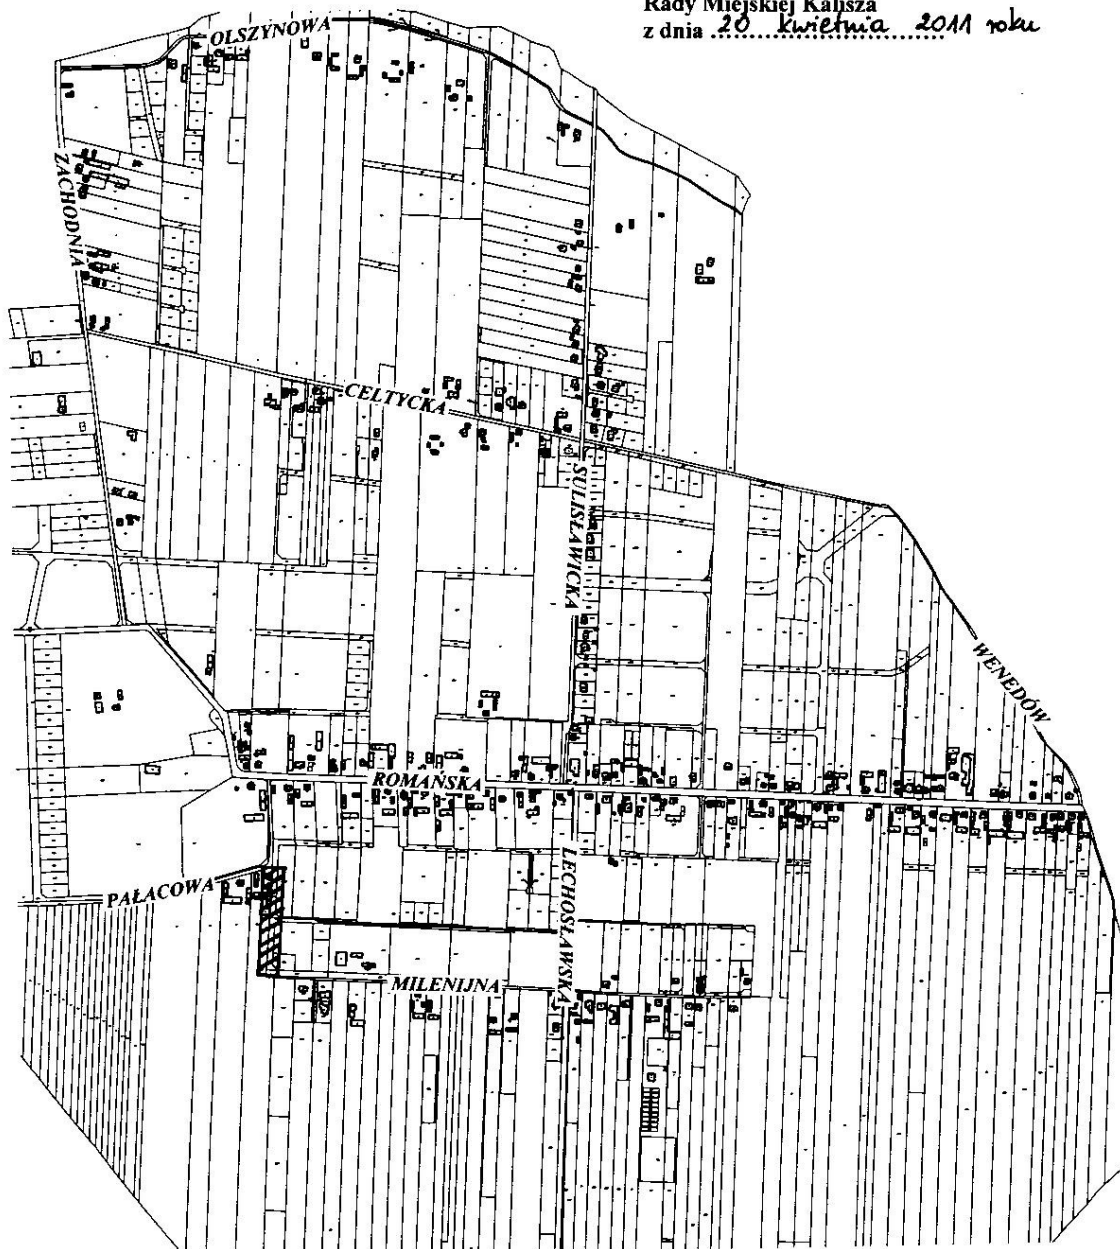 Rady Miejskiej Kalisza
z dnia 20 kwietnia 2011 roku
OLSZYNOWA
ZACHODNIA
CELTYCKA
SULISŁAWICKA
WENEDÓW
ROMAŃSKA
PAŁACOWA
LECHOSŁAWSKA
MILENIJNA